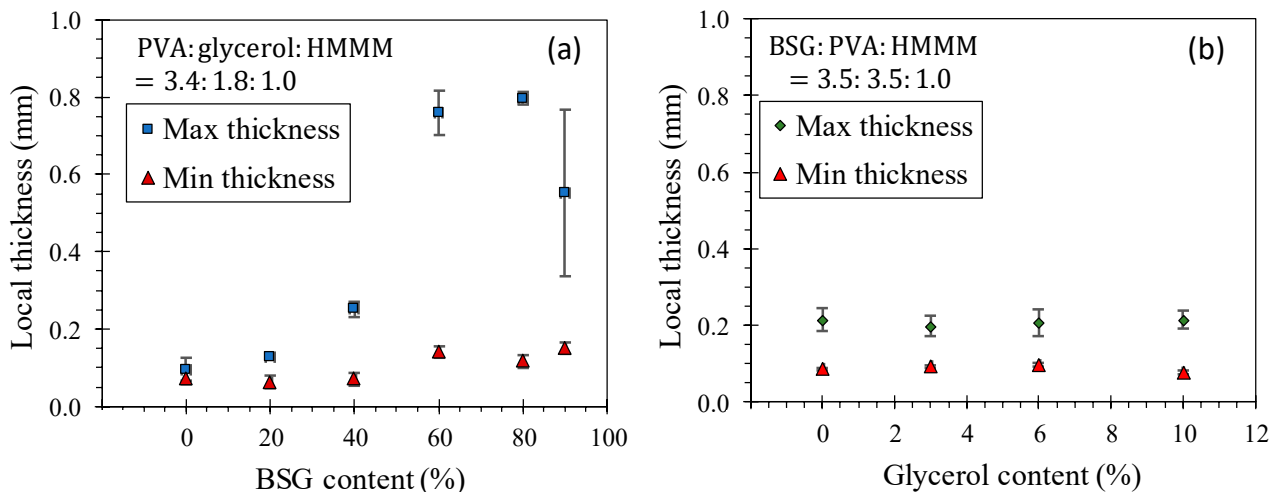 PVA: glycerol: HMMM
= 3.4: 1.8: 1.0
(a)
Max thickness
Min thickness
Local thickness (mm)
1.0
0.8
0.6
0.4
0.2
0.0
0 20 40 60 80 100
BSG content (%)
BSG: PVA: HMMM
= 3.5: 3.5: 1.0
(b)
Max thickness
Min thickness
Local thickness (mm)
1.0
0.8
0.6
0.4
0.2
0.0
0 2 4 6 8 10 12
Glycerol content (%)